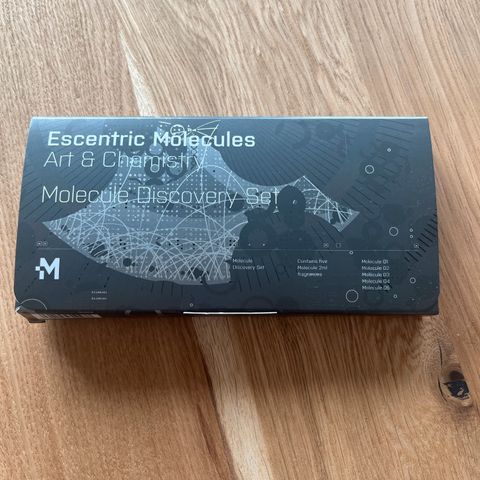 Escentric Molecules
Art & Chemistry
Molecule Discovery Set
M
Molecule
Discovery Set
Contains five
Molecule 2ml
fragrances
Molecule 01
Molecule 02
Molecule 03
Molecule 04
Molecule 05